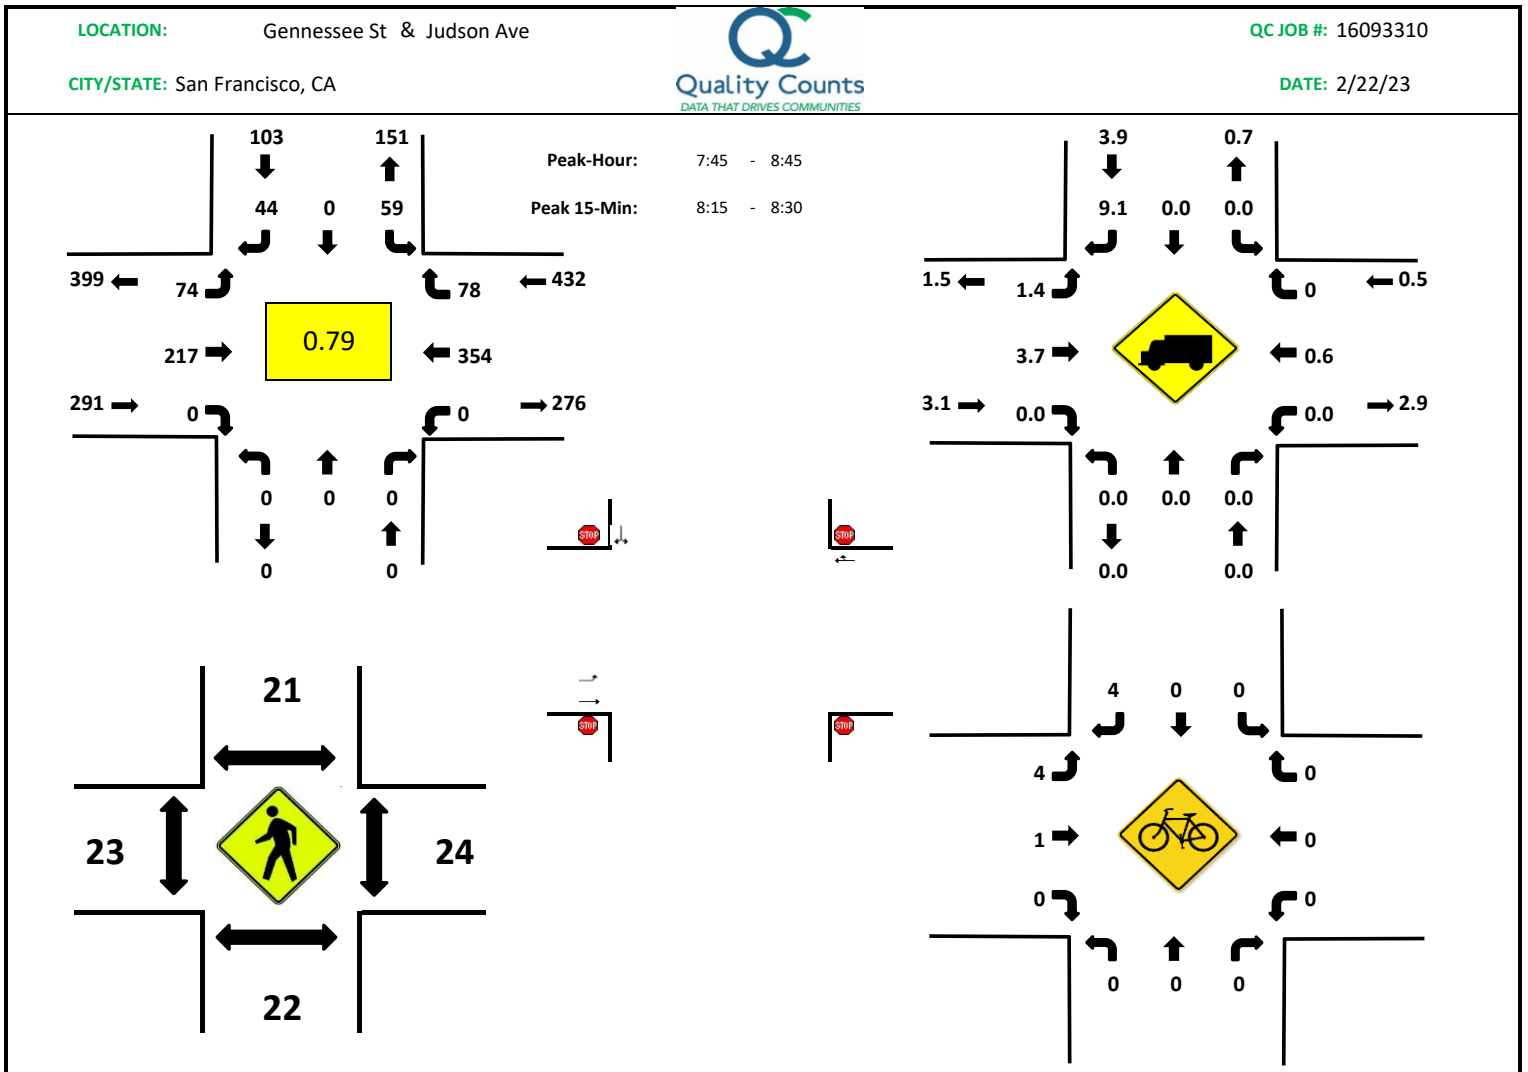 LOCATION: Gennessee St & Judson Ave
QC JOB #: 16093310
QC
Quality Counts
DATA THAT DRIVES COMMUNITIES
CITY/STATE: San Francisco, CA
DATE: 2/22/23
Peak-Hour: 7:45 - 8:45
Peak 15-Min: 8:15 - 8:30
103 151
44 0 59
399 74 78 432
217 0.79 354
291 0 0 276
0 0 0
0 0
3.9 0.7
9.1 0.0 0.0
1.5 1.4 0 0.5
3.7 0.6
3.1 0.0 0.0 2.9
0.0 0.0 0.0
0.0 0.0
STOP STOP
STOP STOP
21
23 24
22
4 0 0
4 0
1 0
0 0
0 0 0